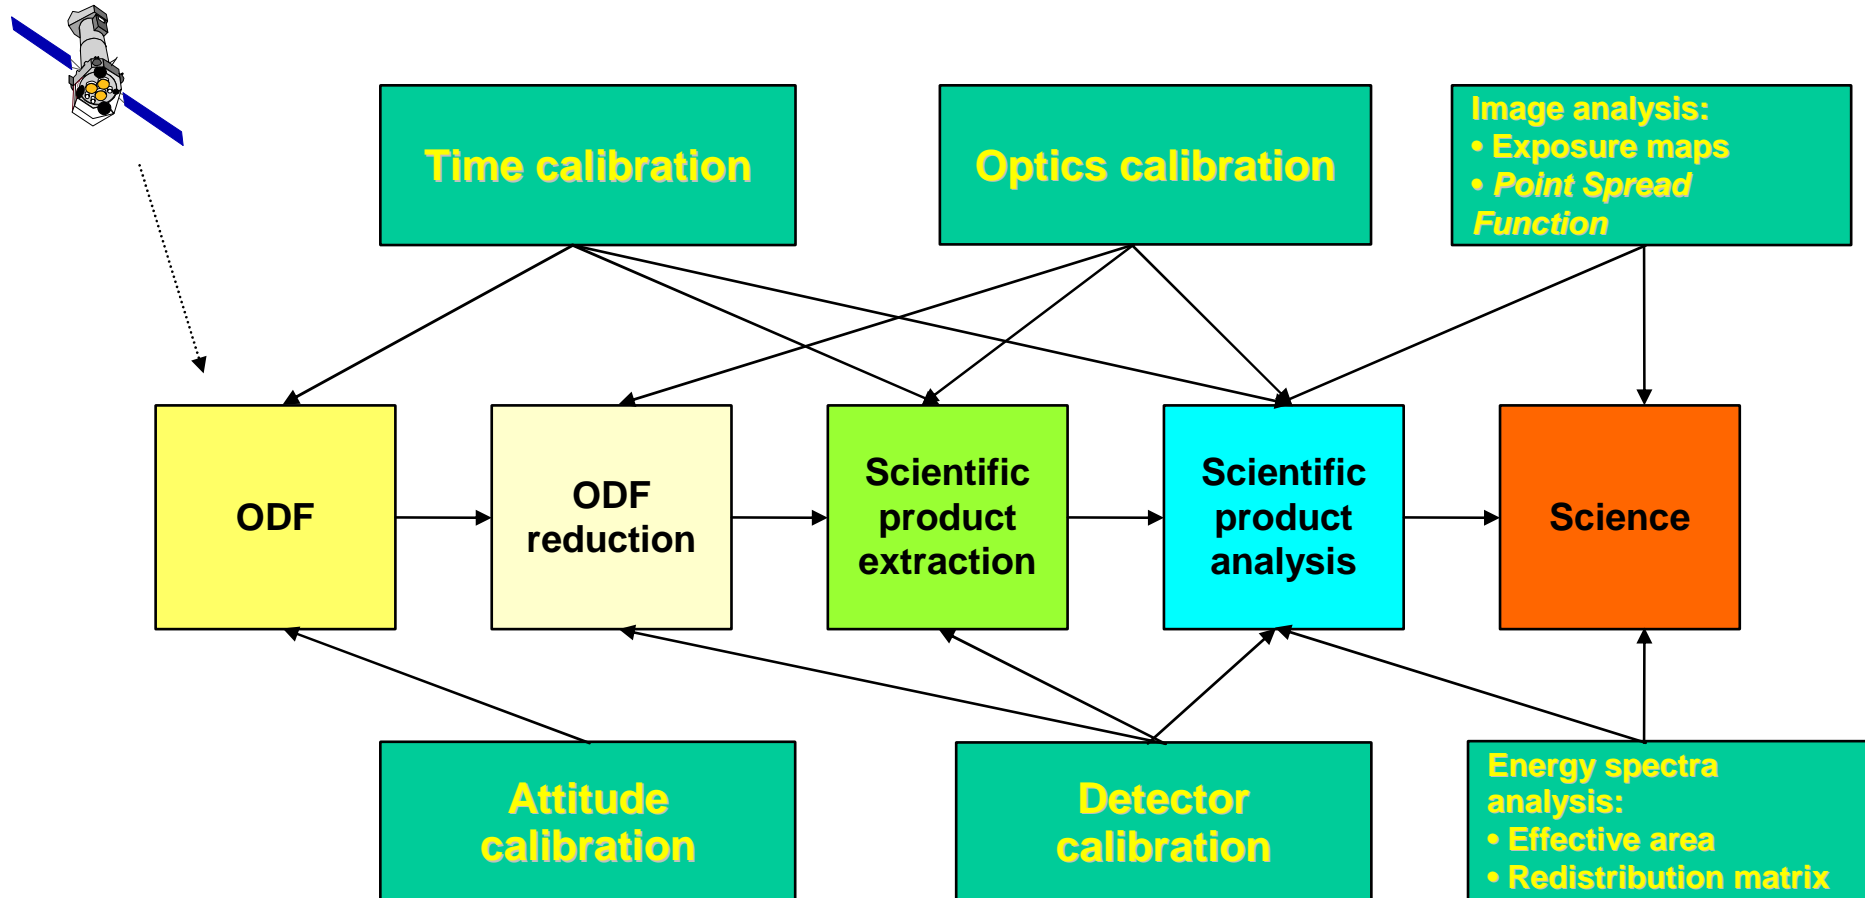 Time calibration
Optics calibration
Image analysis:
• Exposure maps
• Point Spread
Function
ODF
ODF
reduction
Scientific
product
extraction
Scientific
product
analysis
Science
Attitude
calibration
Detector
calibration
Energy spectra
analysis:
• Effective area
• Redistribution matrix